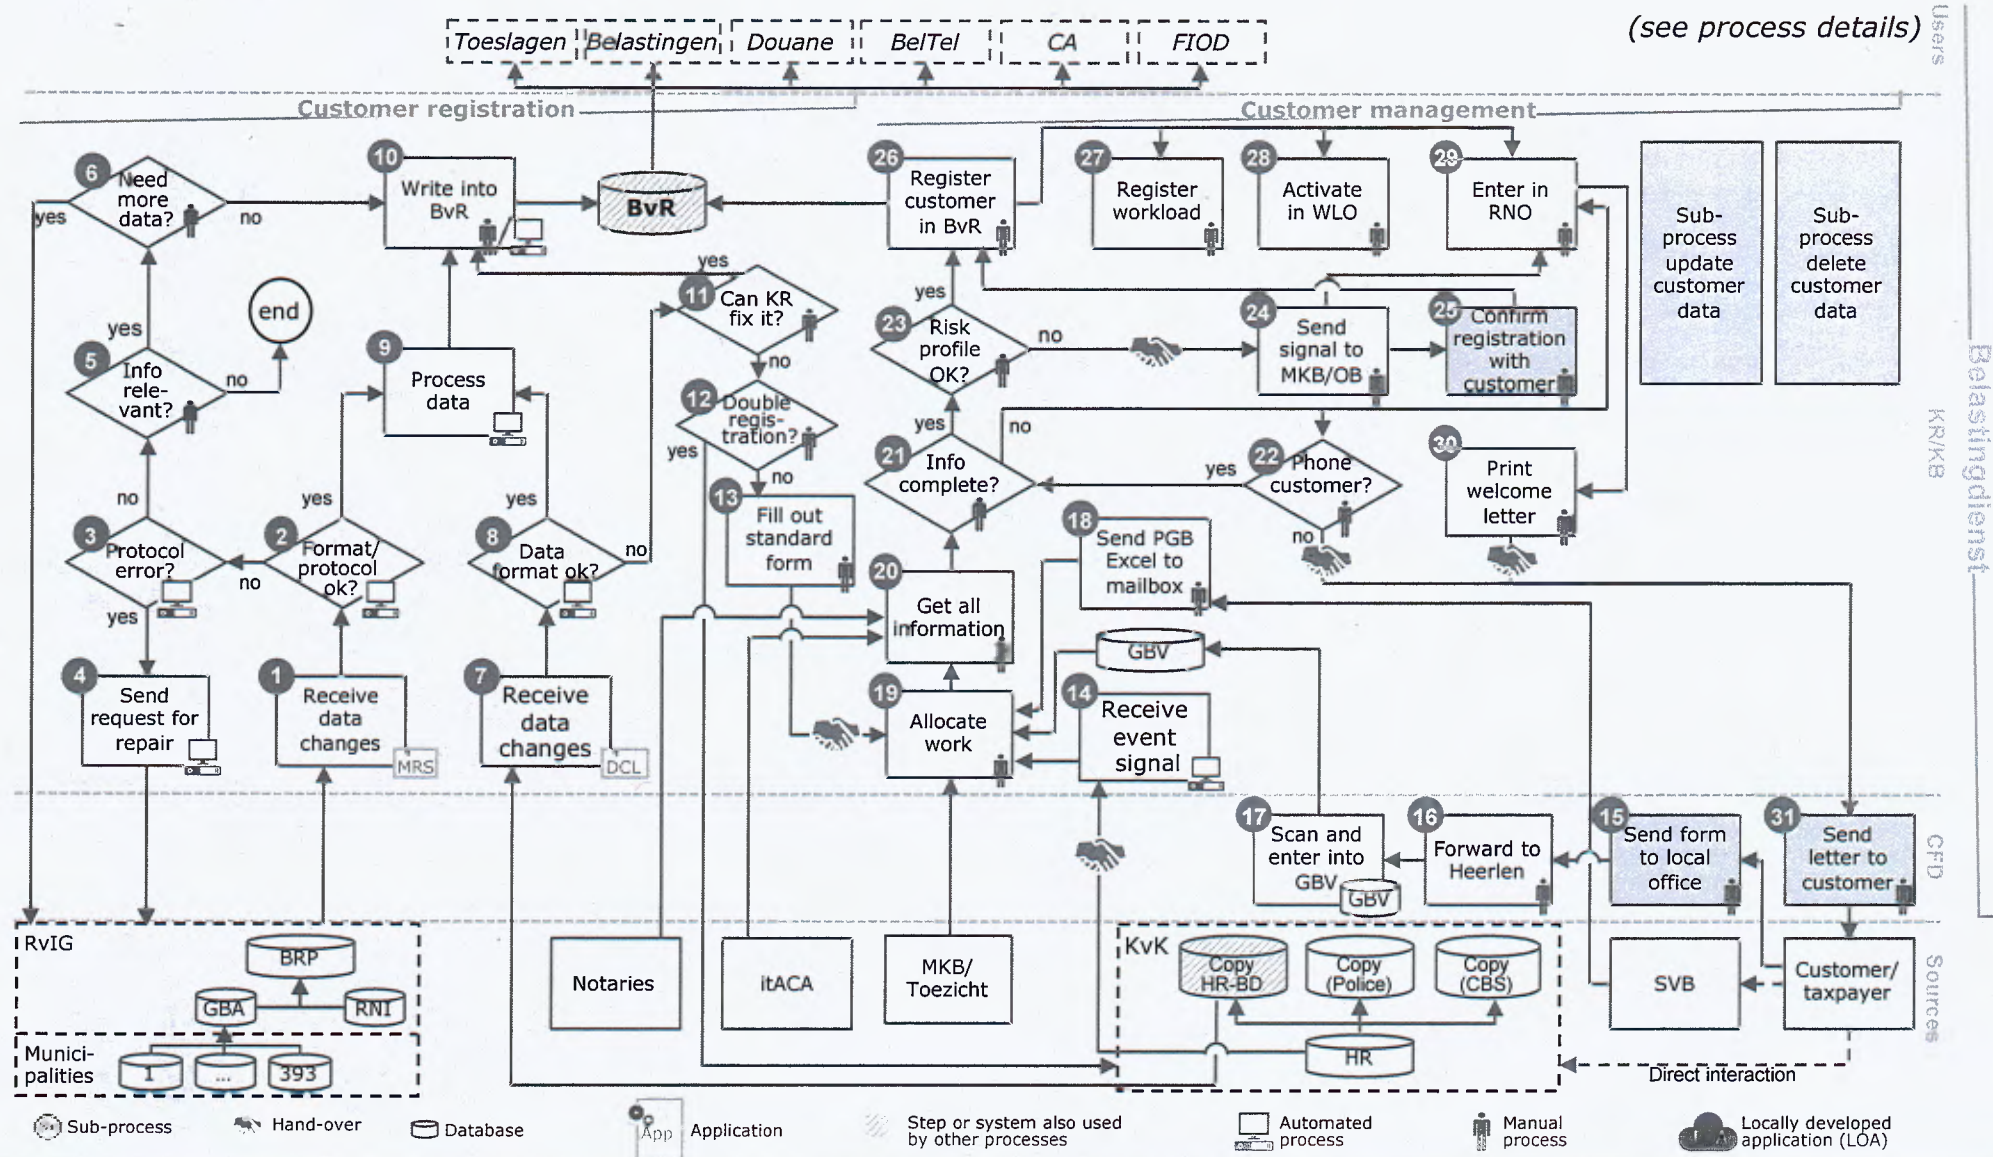 (see process details)
Users
Toeslagen
Belastingen
Douane
BelTel
CA
FIOD
Customer registration
Customer management
6
Need
more
data?
yes
no
10
Write into
BvR
BvR
26
Register
customer
in BvR
27
Register
workload
28
Activate
in WLO
29
Enter in
RNO
Sub-
process
update
customer
data
Sub-
process
delete
customer
data
Belastingdienst
KR/KB
yes
11
Can KR
fix it?
no
end
yes
5
Info
rele-
vant?
no
9
Process
data
12
Double
regis-
tration?
yes
no
yes
23
Risk
profile
OK?
no
24
Send
signal to
MKB/OB
25
Confirm
registration
with
customer
yes
no
21
Info
complete?
yes
22
Phone
customer?
no
30
Print
welcome
letter
no
3
Protocol
error?
no
yes
2
Format/
protocol
ok?
yes
8
Data
format ok?
yes
no
13
Fill out
standard
form
18
Send PGB
Excel to
mailbox
20
Get all
information
GBV
4
Send
request for
repair
1
Receive
data
changes
MRS
7
Receive
data
changes
DCL
19
Allocate
work
14
Receive
event
signal
17
Scan and
enter into
GBV
GBV
16
Forward to
Heerlen
15
Send form
to local
office
31
Send
letter to
customer
CFD
RvIG
BRP
GBA
RNI
Munici-
palities
1
...
393
Notaries
itACA
MKB/
Toezicht
KvK
Copy
HR-BD
Copy
(Police)
Copy
(CBS)
HR
SVB
Customer/
taxpayer
Sources
Direct interaction
Sub-process
Hand-over
Database
App
Application
Step or system also used
by other processes
Automated
process
Manual
process
Locally developed
application (LOA)